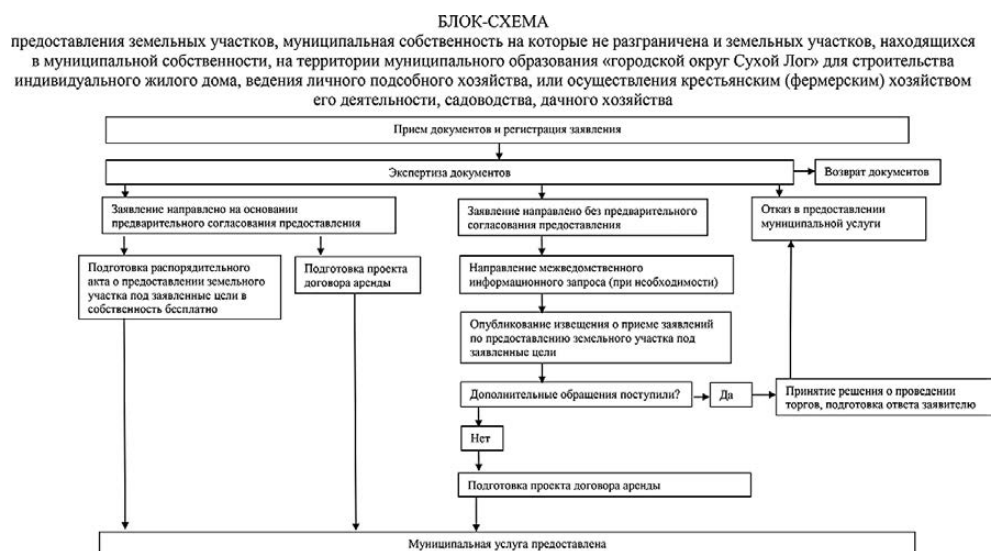 БЛОК-СХЕМА
предоставления земельных участков, муниципальная собственность на которые не разграничена и земельных участков, находящихся
в муниципальной собственности, на территории муниципального образования «городской округ Сухой Лог» для строительства
индивидуального жилого дома, ведения личного подсобного хозяйства, или осуществления крестьянским (фермерским) хозяйством
его деятельности, садоводства, дачного хозяйства
Прием документов и регистрация заявления
Экспертиза документов
Возврат документов
Заявление направлено на основании
предварительного согласования предоставления
Заявление направлено без предварительного
согласования предоставления
Отказ в предоставлении
муниципальной услуги
Подготовка распорядительного
акта о предоставлении земельного
участка под заявленные цели в
собственность бесплатно
Подготовка проекта
договора аренды
Направление межведомственного
информационного запроса (при необходимости)
Опубликование извещения о приеме заявлений
по предоставлению земельного участка под
заявленные цели
Дополнительные обращения поступили?
Да
Принятие решения о проведении
торгов, подготовка ответа заявителю
Нет
Подготовка проекта договора аренды
Муниципальная услуга предоставлена